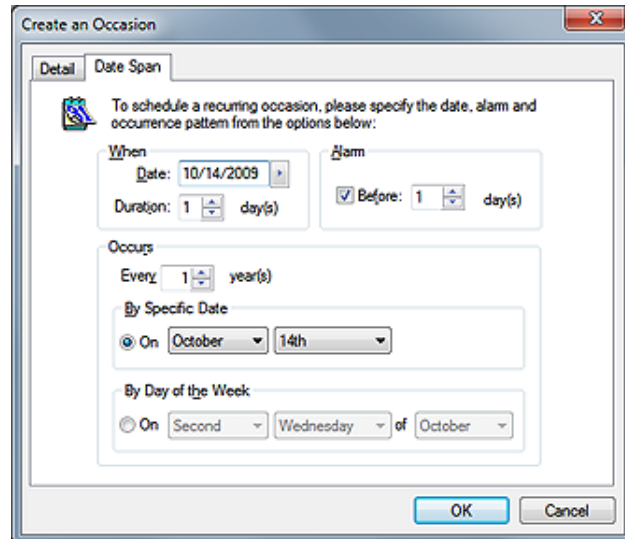 Create an Occasion
Detail
Date Span
To schedule a recurring occasion, please specify the date, alarm and
occurrence pattern from the options below:
When
Date: 10/14/2009
Duration: 1 day(s)
Alarm
Before: 1 day(s)
Occurs
Every 1 year(s)
By Specific Date
On October 14th
By Day of the Week
On Second Wednesday of October
OK Cancel